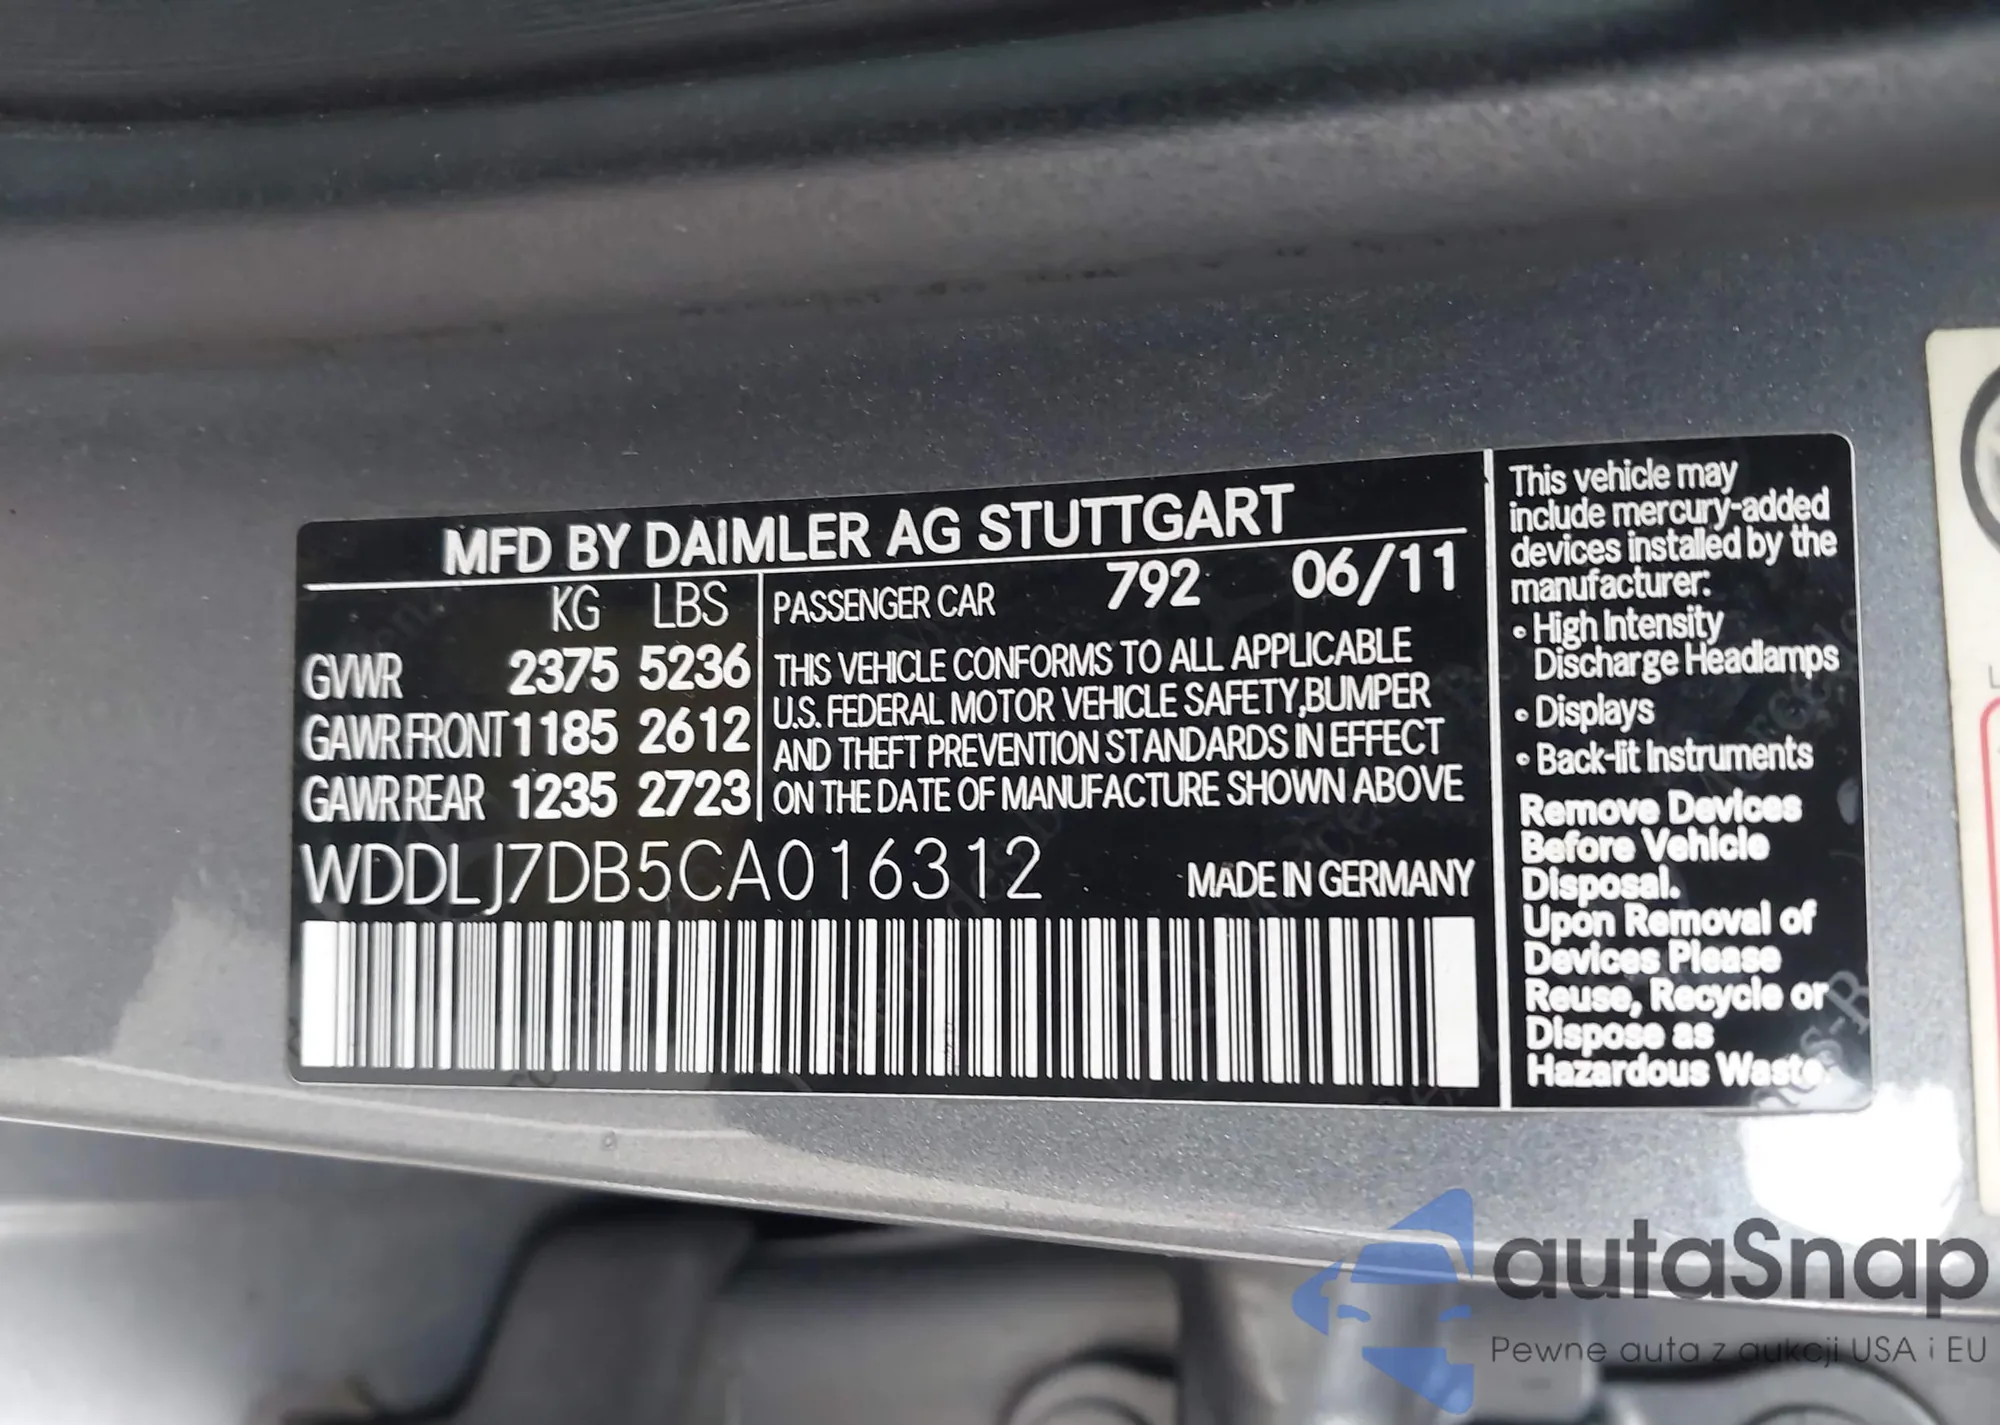 MFD BY DAIMLER AG STUTTGART
KG LBS
GVWR 2375 5236
GAWR FRONT 1185 2612
GAWR REAR 1235 2723
PASSENGER CAR 792 06/11
THIS VEHICLE CONFORMS TO ALL APPLICABLE
U.S. FEDERAL MOTOR VEHICLE SAFETY,BUMPER
AND THEFT PREVENTION STANDARDS IN EFFECT
ON THE DATE OF MANUFACTURE SHOWN ABOVE
WDDLJ7DB5CA016312
MADE IN GERMANY
This vehicle may
include mercury-added
devices installed by the
manufacturer:
• High Intensity
Discharge Headlamps
• Displays
• Back-lit Instruments
Remove Devices
Before Vehicle
Disposal.
Upon Removal of
Devices Please
Reuse, Recycle or
Dispose as
Hazardous Waste.
autaSnap
Pewne auta z aukcji USA i EU